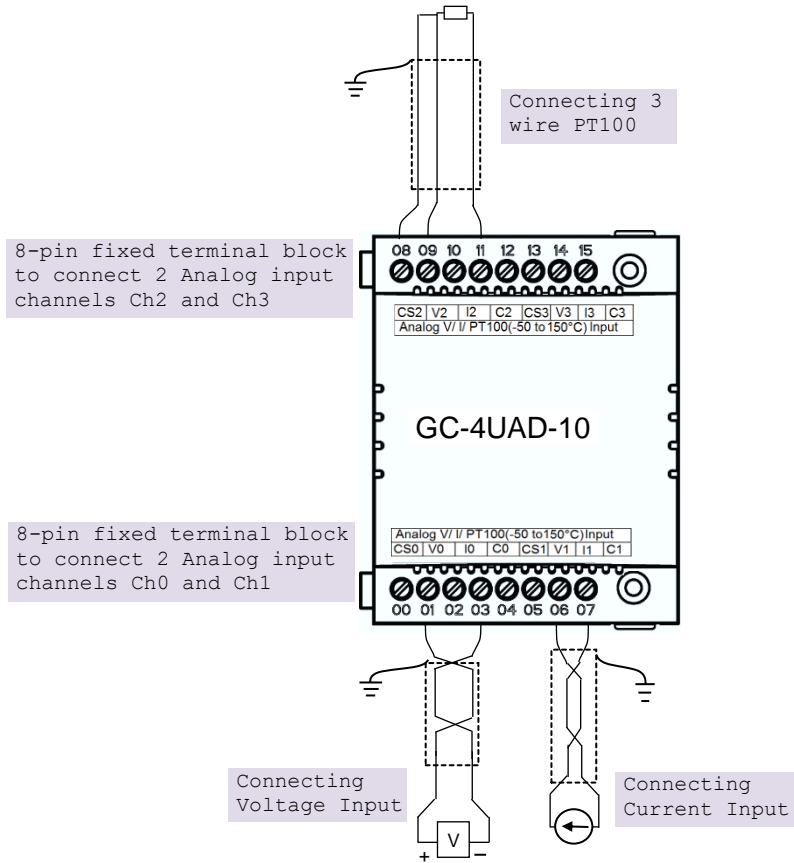 Connecting 3
wire PT100
8-pin fixed terminal block
to connect 2 Analog input
channels Ch2 and Ch3
08 09 10 11 12 13 14 15
CS2 V2 I2 C2 CS3 V3 I3 C3
Analog V/ I/ PT100(-50 to 150°C) Input
GC-4UAD-10
8-pin fixed terminal block
to connect 2 Analog input
channels Ch0 and Ch1
Analog V/ I/ PT100(-50 to150°C)Input
CS0 V0 I0 C0 CS1 V1 I1 C1
00 01 02 03 04 05 06 07
Connecting
Voltage Input
V
+ −
Connecting
Current Input